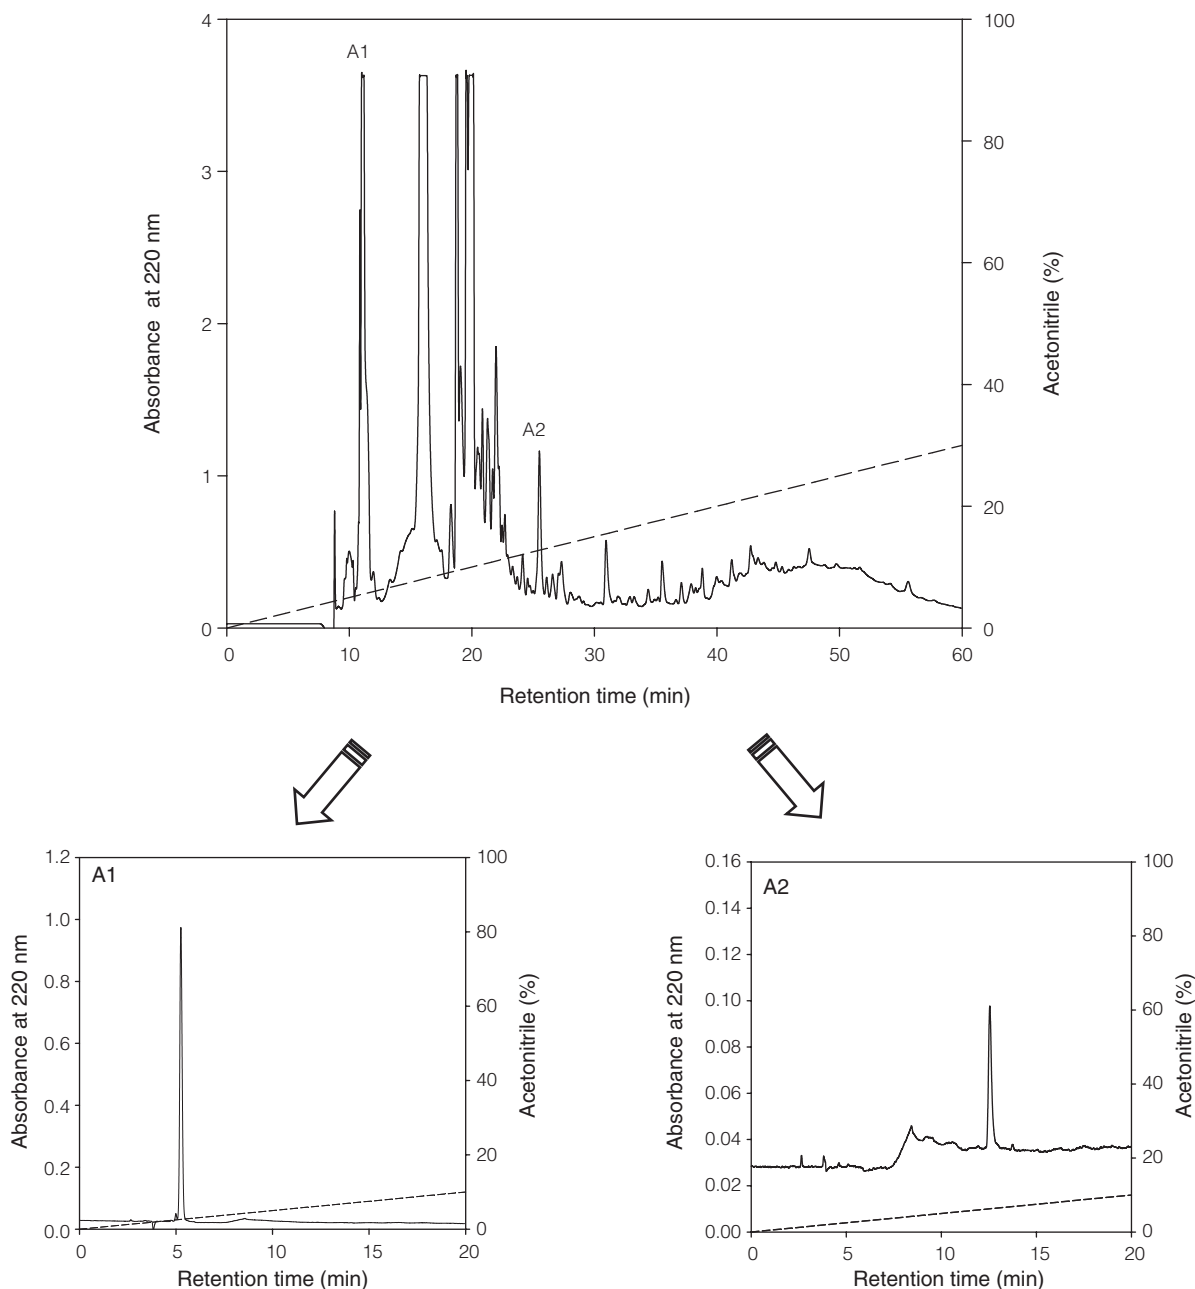 4
3
2
1
0
Absorbance at 220 nm
A1
A2
100
80
60
40
20
0
Acetonitrile (%)
0 10 20 30 40 50 60
Retention time (min)
A1
1.2
1.0
0.8
0.6
0.4
0.2
0.0
Absorbance at 220 nm
100
80
60
40
20
0
Acetonitrile (%)
0 5 10 15 20
Retention time (min)
A2
0.16
0.14
0.12
0.10
0.08
0.06
0.04
0.02
0.00
Absorbance at 220 nm
100
80
60
40
20
0
Acetonitrile (%)
0 5 10 15 20
Retention time (min)